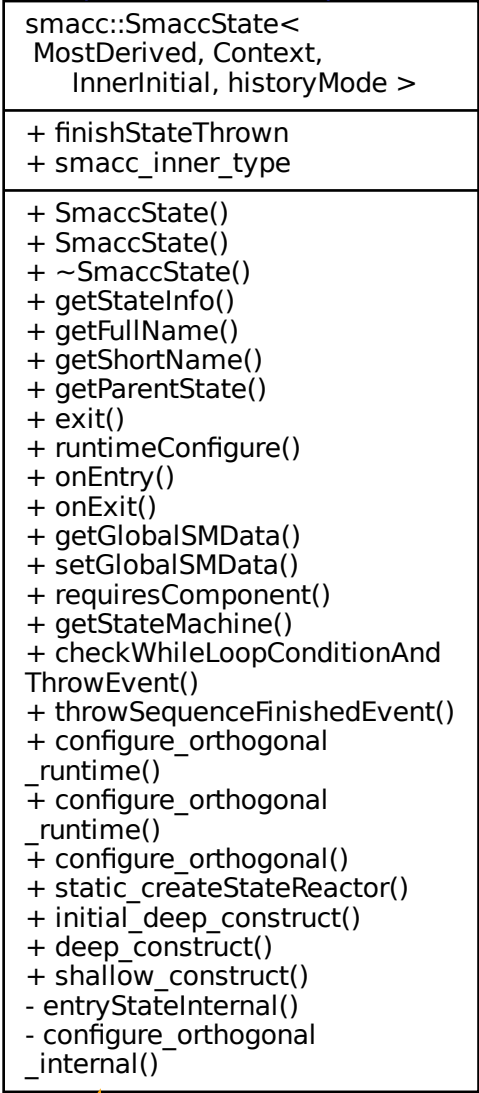 smacc::SmaccState<
MostDerived, Context,
InnerInitial, historyMode >
+ finishStateThrown
+ smacc_inner_type
+ SmaccState()
+ SmaccState()
+ ~SmaccState()
+ getStateInfo()
+ getFullName()
+ getShortName()
+ getParentState()
+ exit()
+ runtimeConfigure()
+ onEntry()
+ onExit()
+ getGlobalSMData()
+ setGlobalSMData()
+ requiresComponent()
+ getStateMachine()
+ checkWhileLoopConditionAnd
ThrowEvent()
+ throwSequenceFinishedEvent()
+ configure_orthogonal
_runtime()
+ configure_orthogonal
_runtime()
+ configure_orthogonal()
+ static_createStateReactor()
+ initial_deep_construct()
+ deep_construct()
+ shallow_construct()
- entryStateInternal()
- configure_orthogonal
_internal()